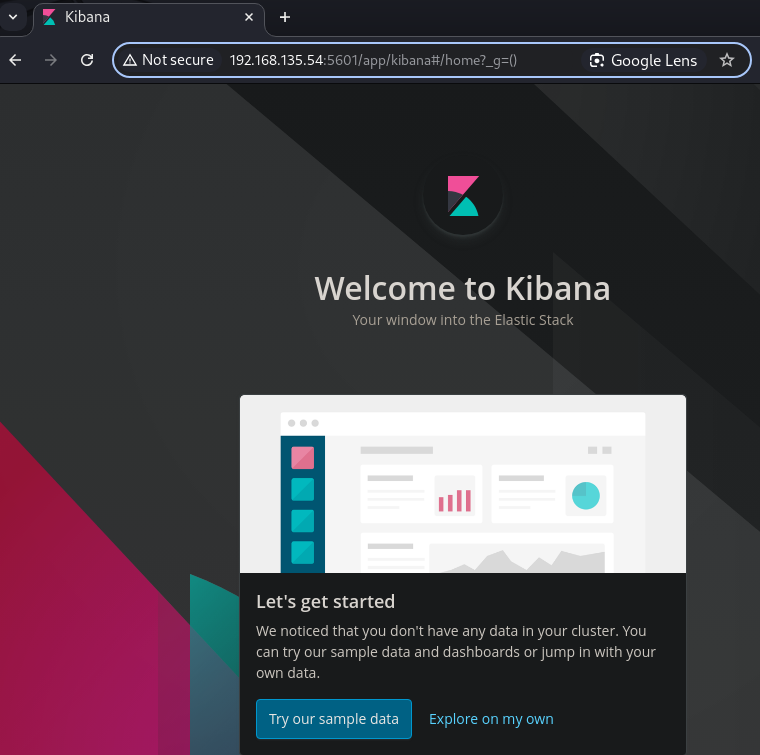 Kibana
Not secure 192.168.135.54:5601/app/kibana#/home?_g=() Google Lens
Welcome to Kibana
Your window into the Elastic Stack
Let's get started
We noticed that you don't have any data in your cluster. You
can try our sample data and dashboards or jump in with your
own data.
Try our sample data Explore on my own